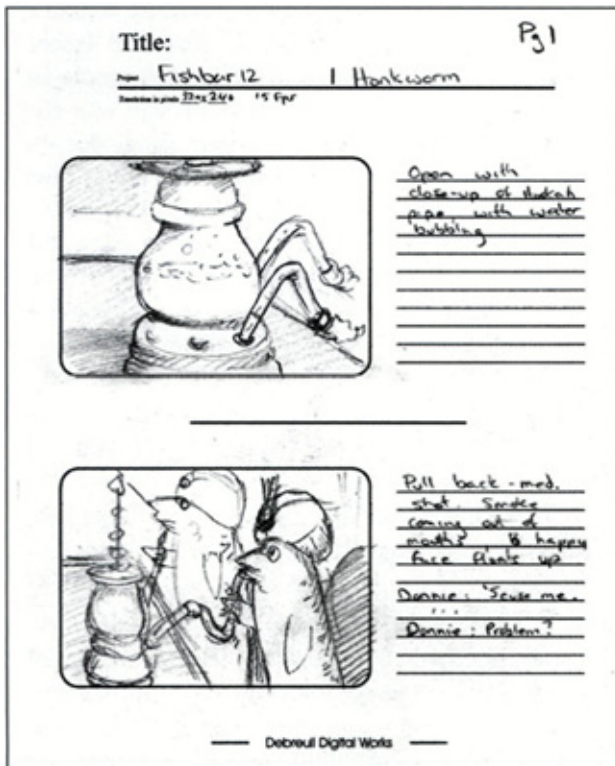 Pg 1
Title:
Project Fishbar 12 | Honkworm
15 fps
Open with
close-up of Hookah
pipe, with water
bubbling
Pull back - med.
shot. Smoke
coming out of
mouths, & happy
face floats up
Donnie: 'Scuse me.
...
Donnie: Problem?
Debreuil Digital Works